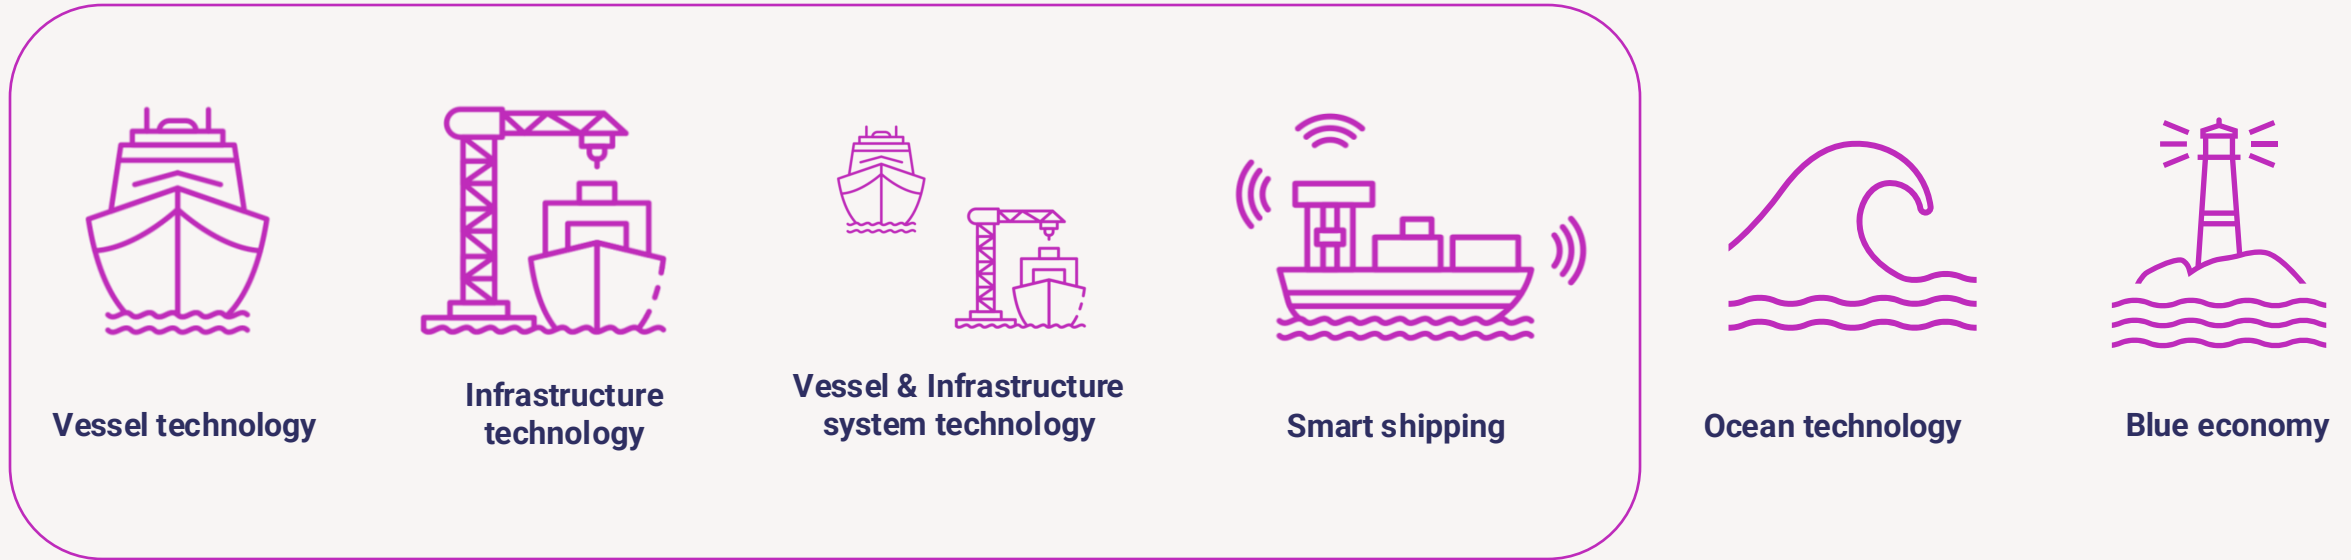 Vessel technology
Infrastructure
technology
Vessel & Infrastructure
system technology
Smart shipping
Ocean technology
Blue economy